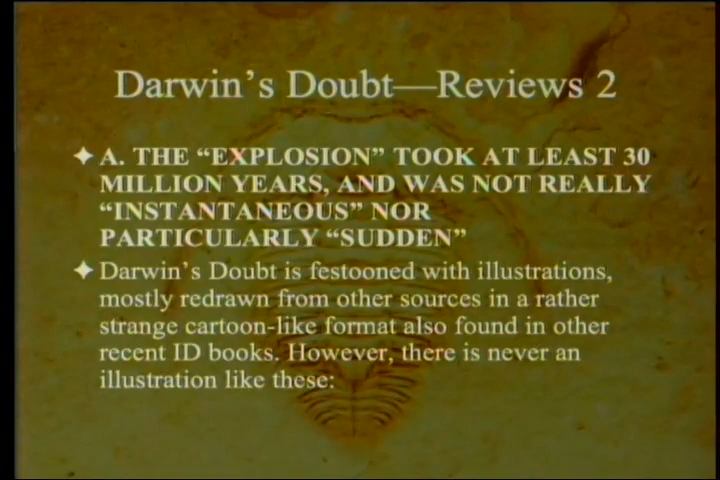 Darwin's Doubt—Reviews 2
✦ A. THE “EXPLOSION” TOOK AT LEAST 30
MILLION YEARS, AND WAS NOT REALLY
“INSTANTANEOUS” NOR
PARTICULARLY “SUDDEN”
✦ Darwin's Doubt is festooned with illustrations,
mostly redrawn from other sources in a rather
strange cartoon-like format also found in other
recent ID books. However, there is never an
illustration like these: